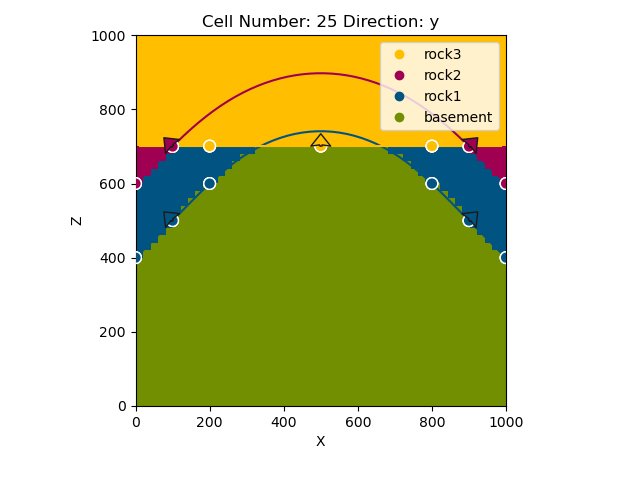 Cell Number: 25 Direction: y
1000
800
600
400
200
0
Z
rock3
rock2
rock1
basement
0 200 400 600 800 1000
X